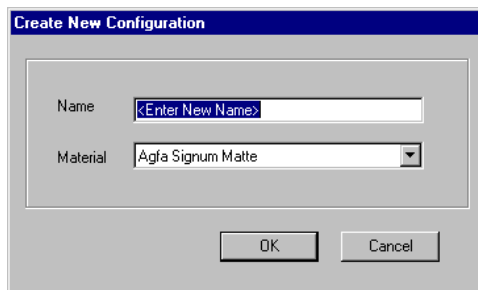 Create New Configuration
Name <Enter New Name>
Material Agfa Signum Matte
OK Cancel